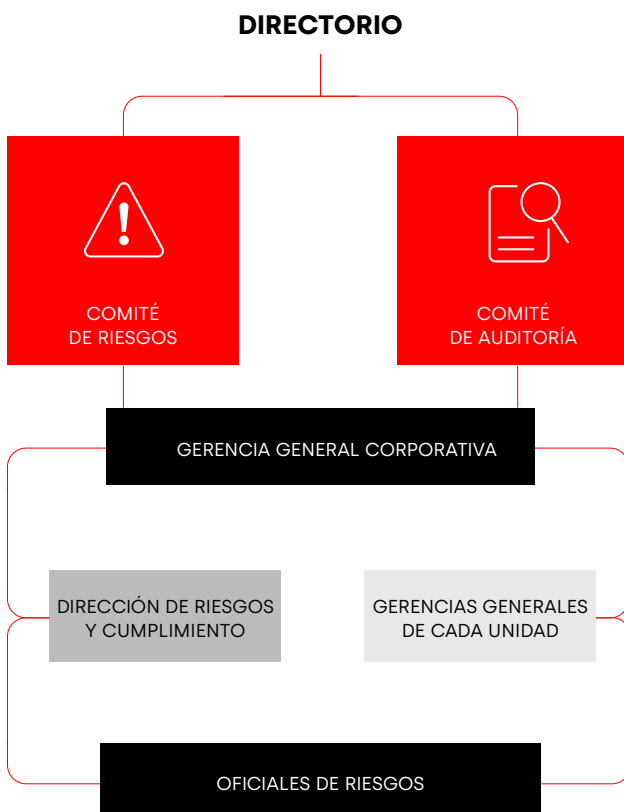 DIRECTORIO
COMITÉ
DE RIESGOS
COMITÉ
DE AUDITORÍA
GERENCIA GENERAL CORPORATIVA
DIRECCIÓN DE RIESGOS
Y CUMPLIMIENTO
GERENCIAS GENERALES
DE CADA UNIDAD
OFICIALES DE RIESGOS